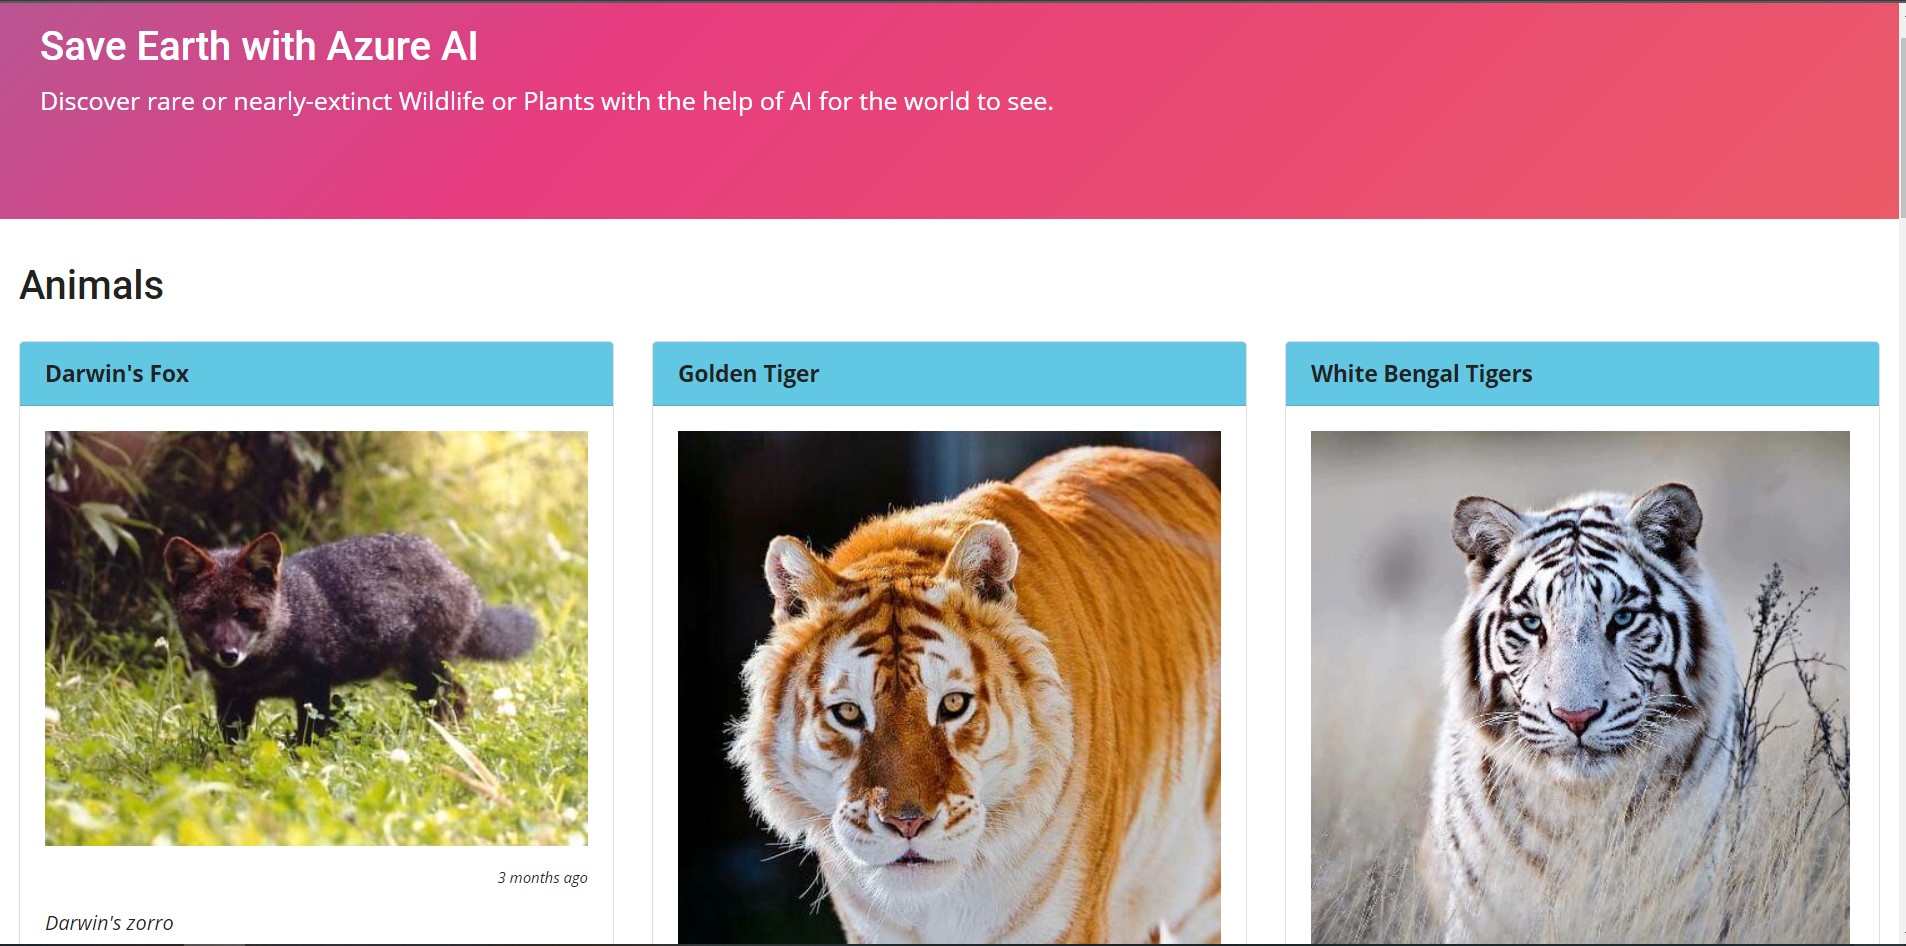 Save Earth with Azure AI
Discover rare or nearly-extinct Wildlife or Plants with the help of AI for the world to see.
Animals
Darwin's Fox
Golden Tiger
White Bengal Tigers
3 months ago
Darwin's zorro